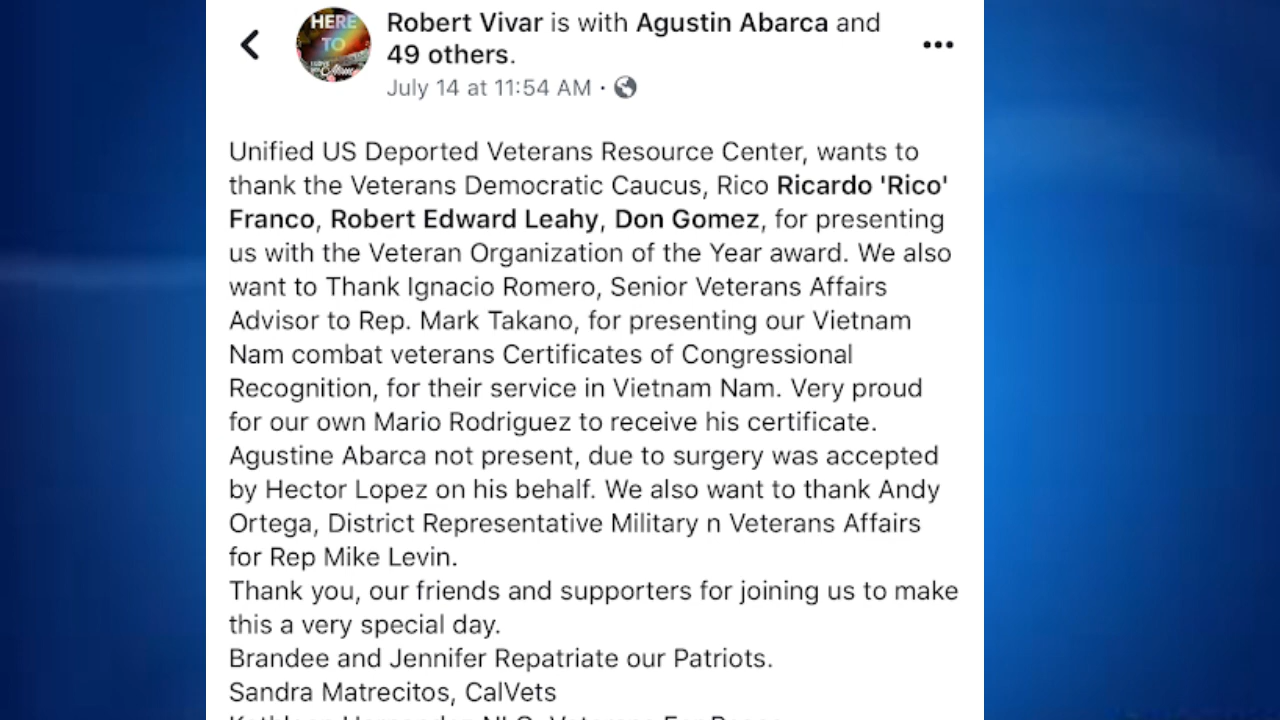 HERE
TO
Robert Vivar is with Agustin Abarca and
49 others.
July 14 at 11:54 AM ·
Unified US Deported Veterans Resource Center, wants to
thank the Veterans Democratic Caucus, Rico Ricardo 'Rico'
Franco, Robert Edward Leahy, Don Gomez, for presenting
us with the Veteran Organization of the Year award. We also
want to Thank Ignacio Romero, Senior Veterans Affairs
Advisor to Rep. Mark Takano, for presenting our Vietnam
Nam combat veterans Certificates of Congressional
Recognition, for their service in Vietnam Nam. Very proud
for our own Mario Rodriguez to receive his certificate.
Agustine Abarca not present, due to surgery was accepted
by Hector Lopez on his behalf. We also want to thank Andy
Ortega, District Representative Military n Veterans Affairs
for Rep Mike Levin.
Thank you, our friends and supporters for joining us to make
this a very special day.
Brandee and Jennifer Repatriate our Patriots.
Sandra Matrecitos, CalVets